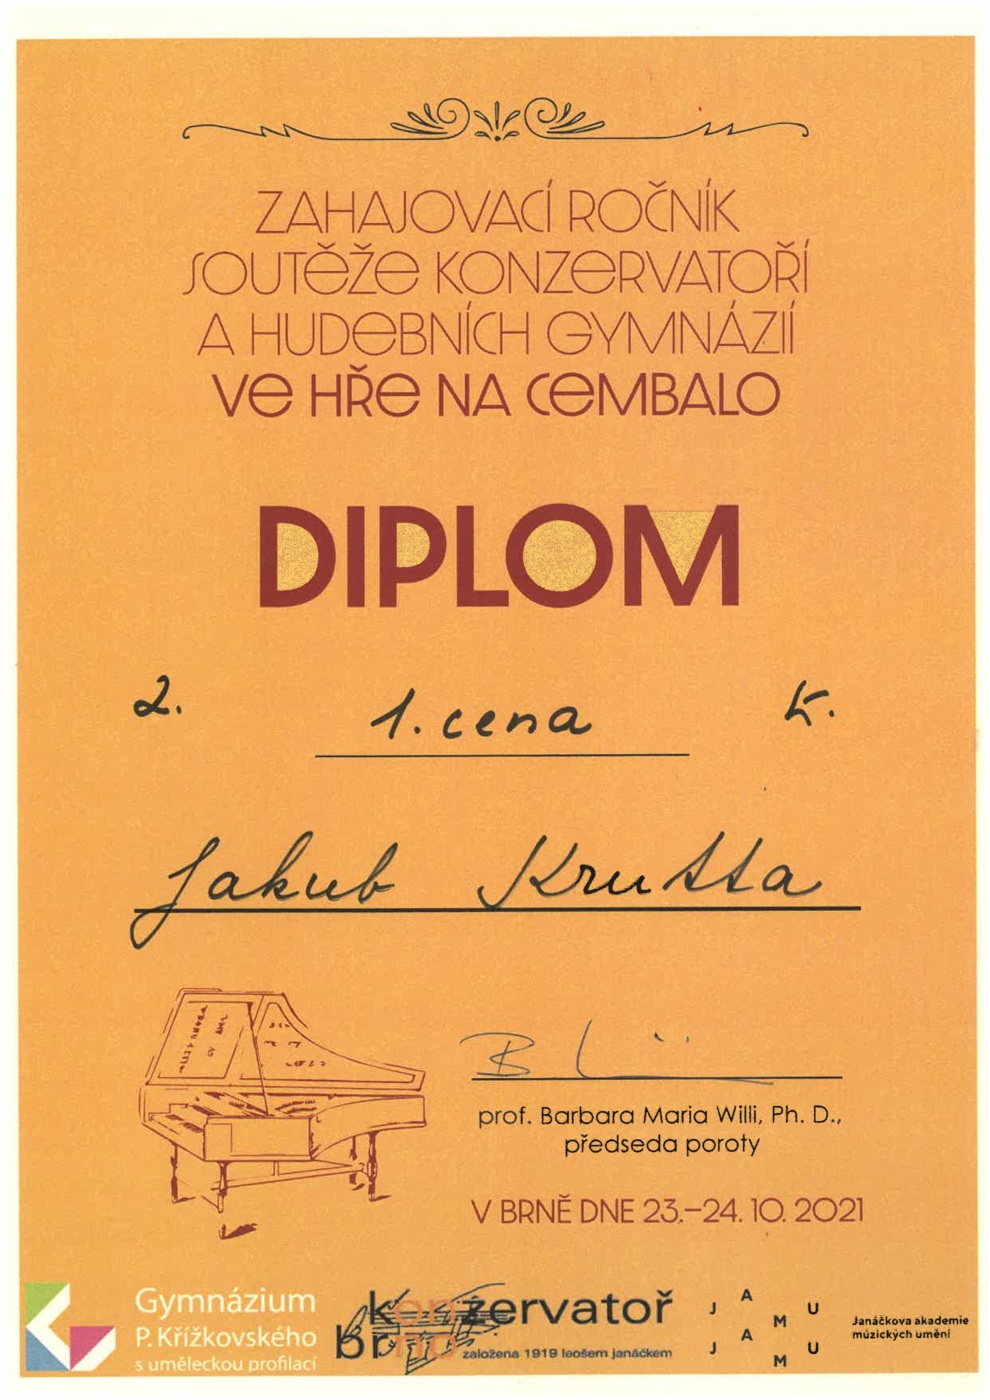 ZAHAJOVACÍ ROČNÍK
SOUTĚŽE KONZERVATOŘÍ
A HUDEBNÍCH GYMNÁZIÍ
VE HŘE NA CEMBALO
DIPLOM
2. 1. cena K.
Jakub Krutta
prof. Barbara Maria Willi, Ph. D.,
předseda poroty
V BRNĚ DNE 23.–24. 10. 2021
Gymnázium
P. Křížkovského
s uměleckou profilací
konzervatoř
brno
založena 1919 leošem janáčkem
JAMU
JAMU
Janáčkova akademie
múzických umění